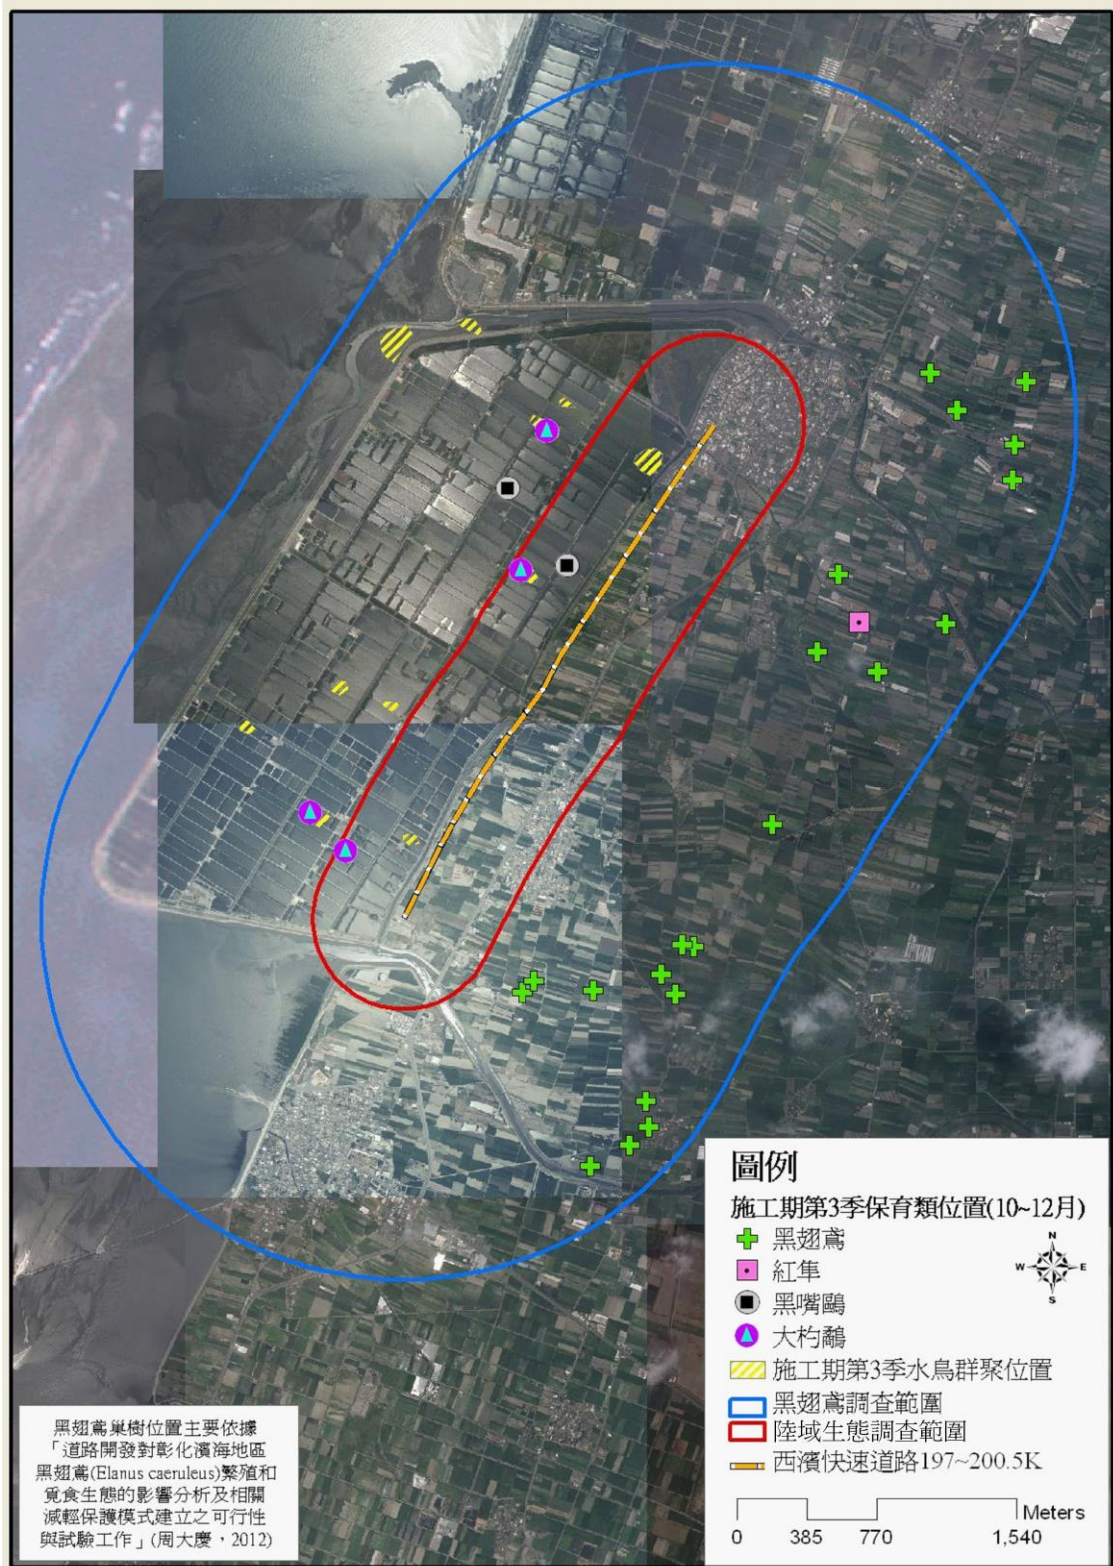 圖例
施工期第3季保育類位置(10~12月)
黑翅鳶
紅隼
黑嘴鷗
大杓鷸
施工期第3季水鳥群聚位置
黑翅鳶調查範圍
陸域生態調查範圍
西濱快速道路197~200.5K
N
W E
S
Meters
0 385 770 1,540
黑翅鳶巢樹位置主要依據
「道路開發對彰化濱海地區
黑翅鳶(Elanus caeruleus)繁殖和
覓食生態的影響分析及相關
減輕保護模式建立之可行性
與試驗工作」(周大慶，2012)